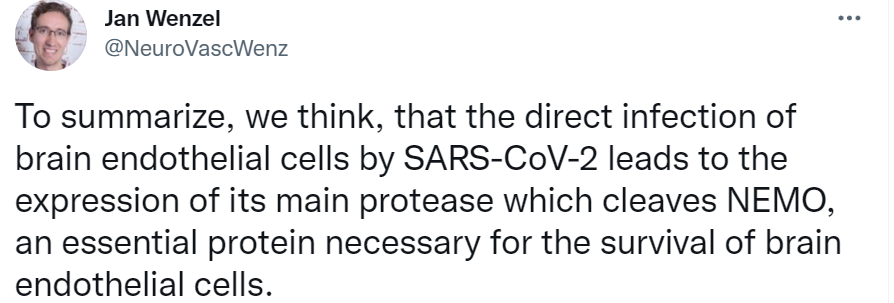 Jan Wenzel
@NeuroVascWenz
To summarize, we think, that the direct infection of
brain endothelial cells by SARS-CoV-2 leads to the
expression of its main protease which cleaves NEMO,
an essential protein necessary for the survival of brain
endothelial cells.